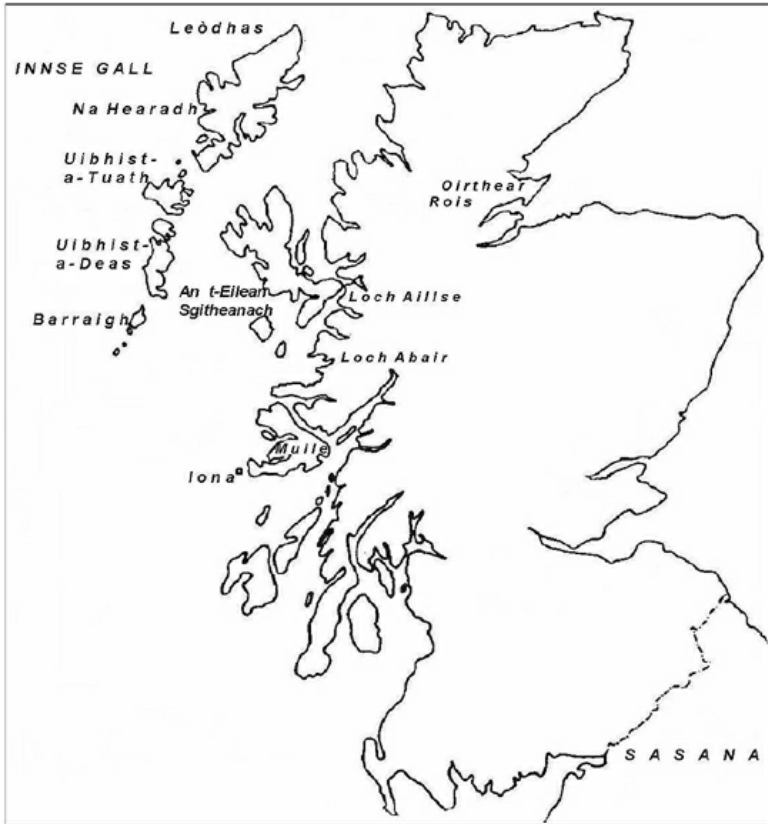 Leòdhas
INNSE GALL
Na Hearadh
Uibhist-
a-Tuath
Oirthear
Rois
Uibhist-
a-Deas
An t-Eilean
Sgitheanach
Loch Aillse
Barraigh
Loch Abair
Muile
Iona
SASANA